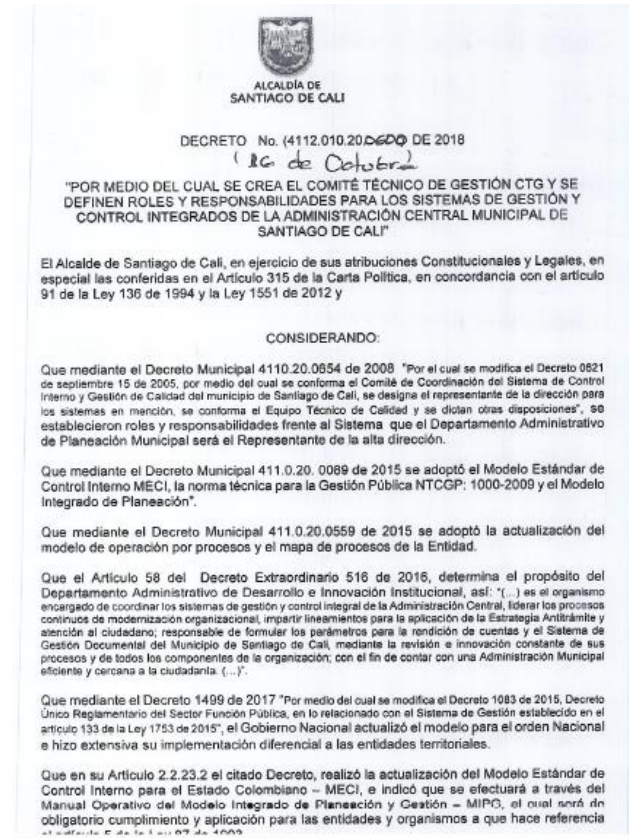 ALCALDÍA DE
SANTIAGO DE CALI
DECRETO No. (4112.010.20.0600 DE 2018
( 16 de Octubre
"POR MEDIO DEL CUAL SE CREA EL COMITÉ TÉCNICO DE GESTIÓN CTG Y SE
DEFINEN ROLES Y RESPONSABILIDADES PARA LOS SISTEMAS DE GESTIÓN Y
CONTROL INTEGRADOS DE LA ADMINISTRACIÓN CENTRAL MUNICIPAL DE
SANTIAGO DE CALI"
El Alcalde de Santiago de Cali, en ejercicio de sus atribuciones Constitucionales y Legales, en
especial las conferidas en el Artículo 315 de la Carta Política, en concordancia con el artículo
91 de la Ley 136 de 1994 y la Ley 1551 de 2012 y
CONSIDERANDO:
Que mediante el Decreto Municipal 4110.20.0654 de 2008 "Por el cual se modifica el Decreto 0621
de septiembre 15 de 2005, por medio del cual se conforma el Comité de Coordinación del Sistema de Control
Interno y Gestión de Calidad del municipio de Santiago de Cali, se designa el representante de la dirección para
los sistemas en mención, se conforma el Equipo Técnico de Calidad y se dictan otras disposiciones", se
establecieron roles y responsabilidades frente al Sistema que el Departamento Administrativo
de Planeación Municipal será el Representante de la alta dirección.
Que mediante el Decreto Municipal 411.0.20. 0089 de 2015 se adoptó el Modelo Estándar de
Control Interno MECI, la norma técnica para la Gestión Pública NTCGP: 1000-2009 y el Modelo
Integrado de Planeación".
Que mediante el Decreto Municipal 411.0.20.0559 de 2015 se adoptó la actualización del
modelo de operación por procesos y el mapa de procesos de la Entidad.
Que el Artículo 58 del Decreto Extraordinario 516 de 2016, determina el propósito del
Departamento Administrativo de Desarrollo e Innovación Institucional, así: "(...) es el organismo
encargado de coordinar los sistemas de gestión y control integral de la Administración Central, liderar los procesos
continuos de modernización organizacional, impartir lineamientos para la aplicación de la Estrategia Antitrámite y
atención al ciudadano; responsable de formular los parámetros para la rendición de cuentas y el Sistema de
Gestión Documental del Municipio de Santiago de Cali, mediante la revisión e innovación constante de sus
procesos y de todos los componentes de la organización; con el fin de contar con una Administración Municipal
eficiente y cercana a la ciudadanía. (...)".
Que mediante el Decreto 1499 de 2017 "Por medio del cual se modifica el Decreto 1083 de 2015, Decreto
Único Reglamentario del Sector Función Pública, en lo relacionado con el Sistema de Gestión establecido en el
artículo 133 de la Ley 1753 de 2015", el Gobierno Nacional actualizó el modelo para el orden Nacional
e hizo extensiva su implementación diferencial a las entidades territoriales.
Que en su Artículo 2.2.23.2 el citado Decreto, realizó la actualización del Modelo Estándar de
Control Interno para el Estado Colombiano – MECI, e indicó que se efectuará a través del
Manual Operativo del Modelo Integrado de Planeación y Gestión – MIPG, el cual será de
obligatorio cumplimiento y aplicación para las entidades y organismos a que hace referencia